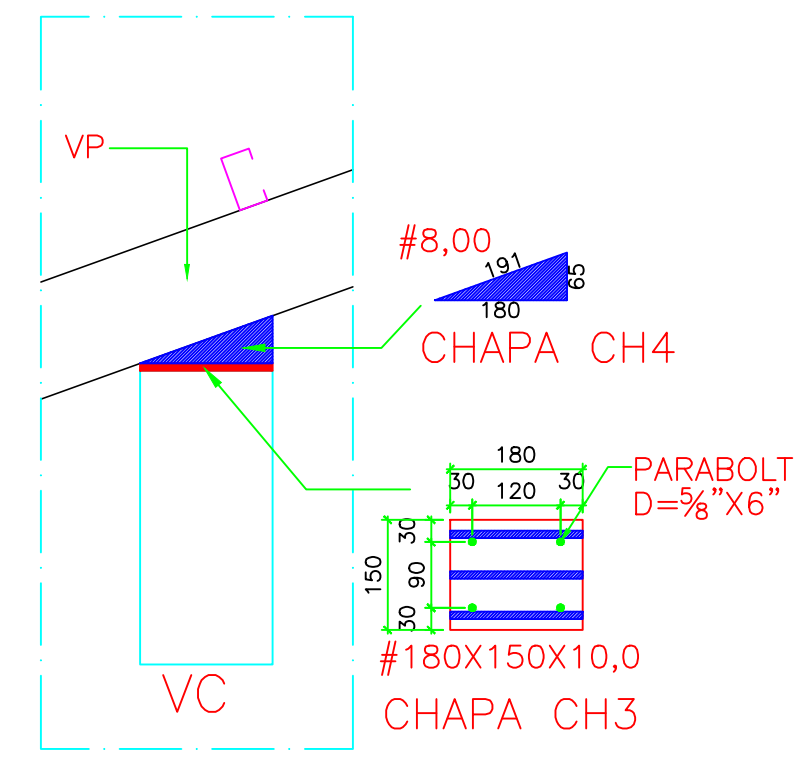 VP
#8,00
191
65
180
CHAPA CH4
180
30
30
120
PARABOLT
D=5/8”X6”
30
150
90
30
#180X150X10,0
VC
CHAPA CH3